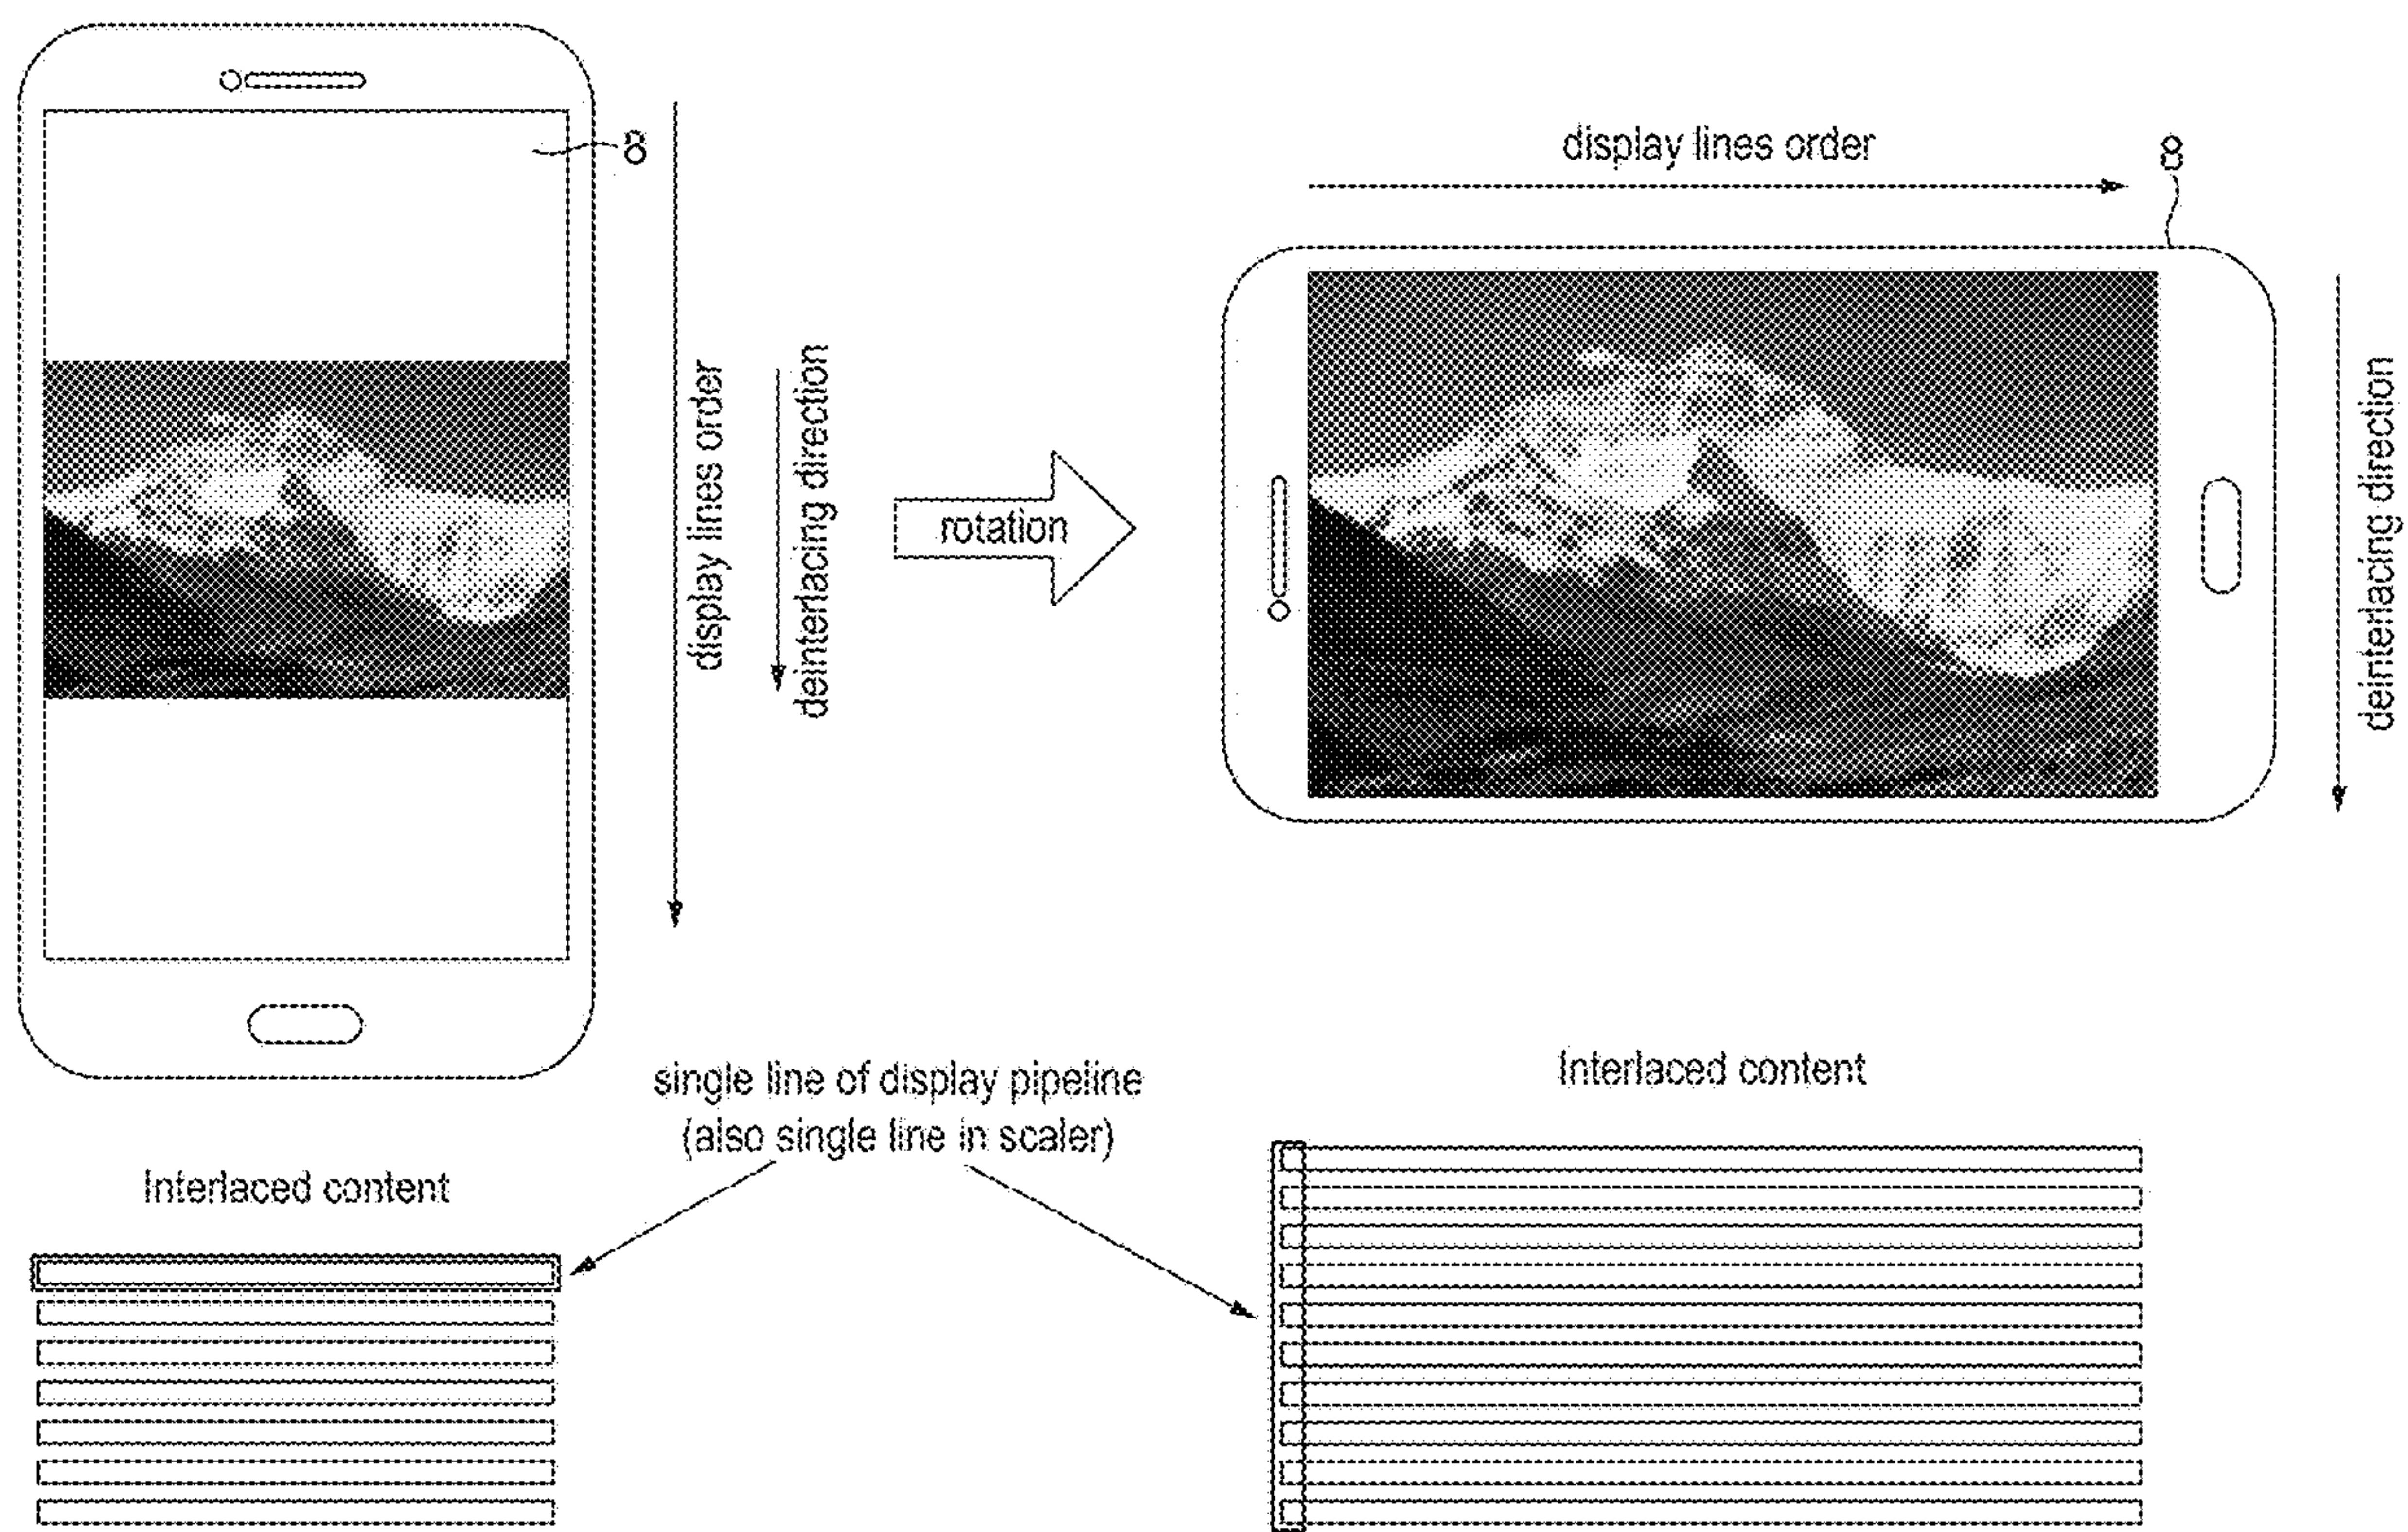 8
display lines order
deinterlacing direction
rotation
display lines order
8
deinterlacing direction
single line of display pipeline
(also single line in scaler)
Interlaced content
Interlaced content